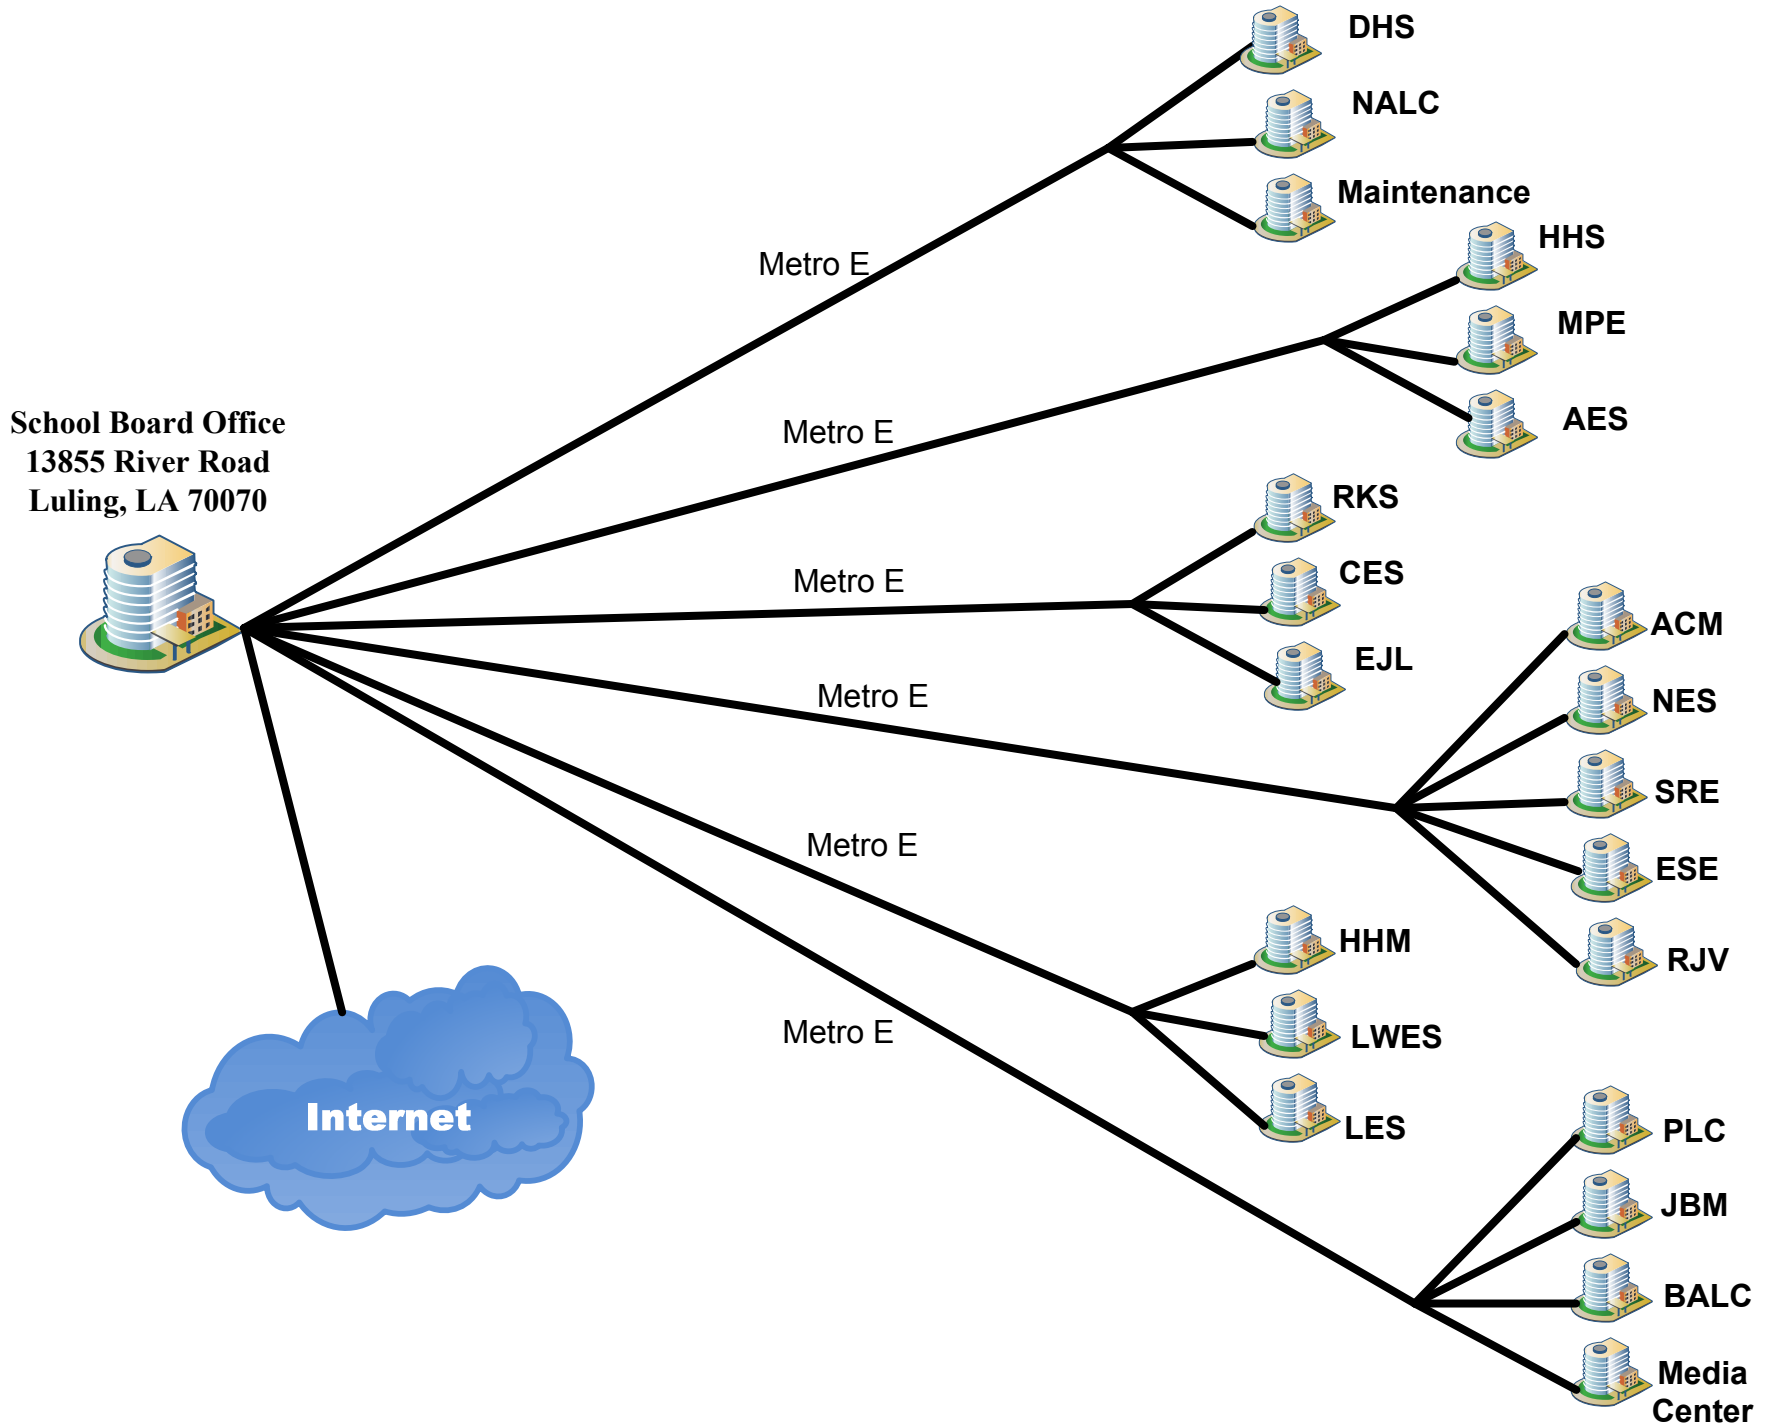 DHS
NALC
Maintenance
Metro E
HHS
MPE
AES
Metro E
School Board Office
13855 River Road
Luling, LA 70070
RKS
CES
EJL
Metro E
ACM
NES
SRE
ESE
RJV
Metro E
HHM
LWES
LES
Metro E
PLC
JBM
BALC
Media
Center
Metro E
Internet